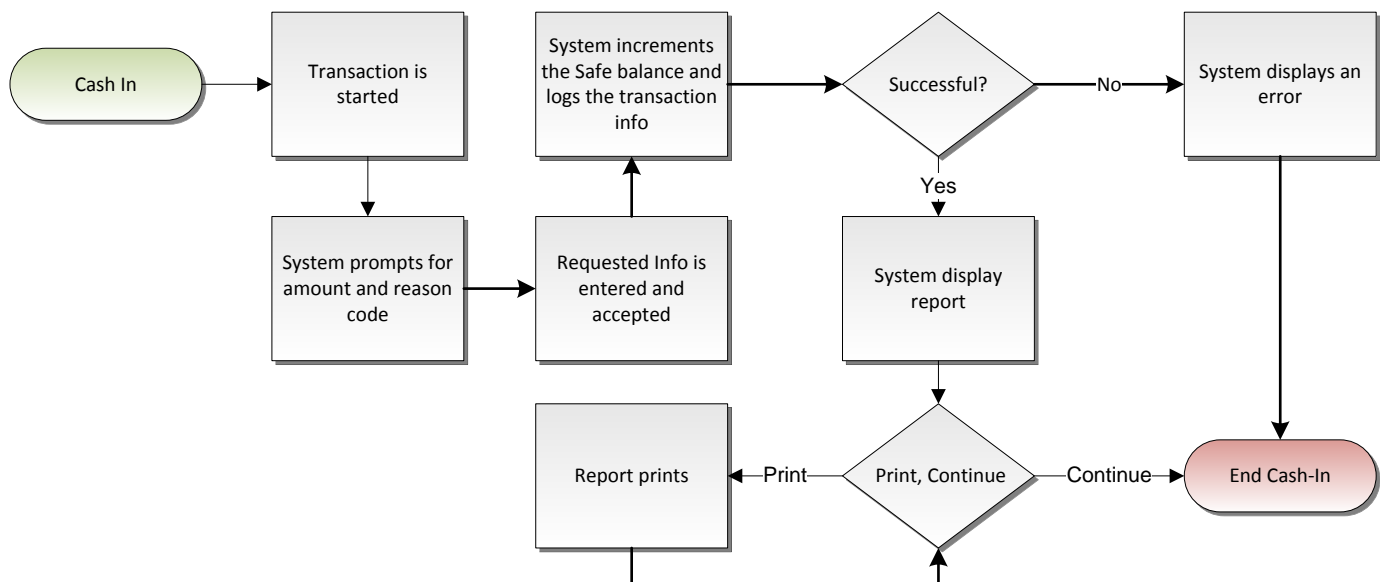 Cash In
Transaction is
started
System prompts for
amount and reason
code
Requested Info is
entered and
accepted
System increments
the Safe balance and
logs the transaction
info
Successful?
No
System displays an
error
Yes
System display
report
Print, Continue
Print
Report prints
Continue
End Cash-In